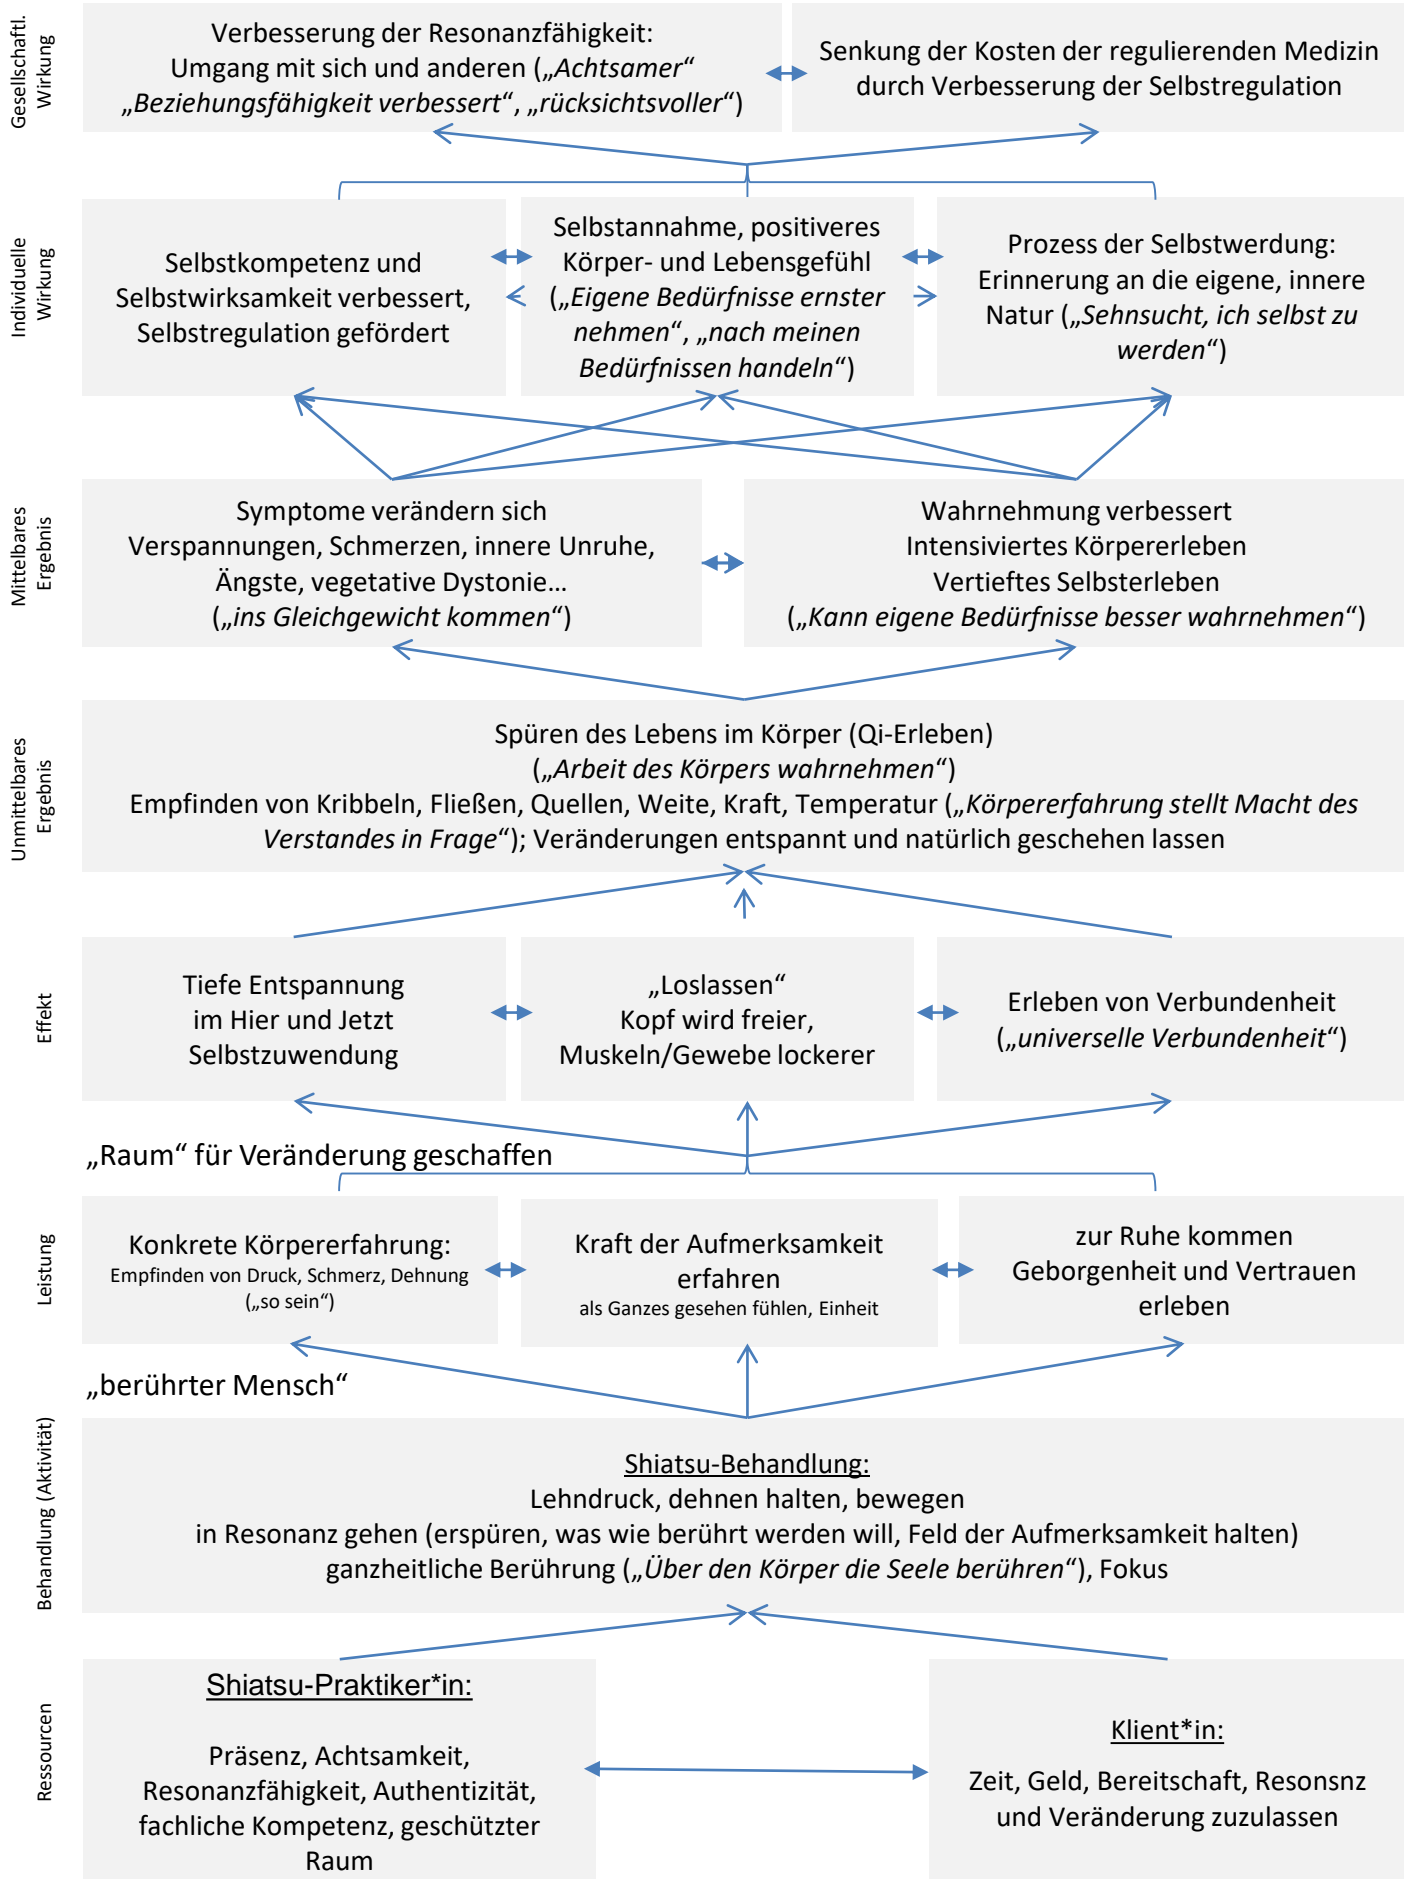 Gesellschaftl.
Wirkung
Verbesserung der Resonanzfähigkeit:
Umgang mit sich und anderen („Achtsamer“
„Beziehungsfähigkeit verbessert“, „rücksichtsvoller“)
Senkung der Kosten der regulierenden Medizin
durch Verbesserung der Selbstregulation
Individuelle
Wirkung
Selbstkompetenz und
Selbstwirksamkeit verbessert,
Selbstregulation gefördert
Selbstannahme, positiveres
Körper- und Lebensgefühl
(„Eigene Bedürfnisse ernster
nehmen“, „nach meinen
Bedürfnissen handeln“)
Prozess der Selbstwerdung:
Erinnerung an die eigene, innere
Natur („Sehnsucht, ich selbst zu
werden“)
Mittelbares
Ergebnis
Symptome verändern sich
Verspannungen, Schmerzen, innere Unruhe,
Ängste, vegetative Dystonie…
(„ins Gleichgewicht kommen“)
Wahrnehmung verbessert
Intensiviertes Körpererleben
Vertieftes Selbsterleben
(„Kann eigene Bedürfnisse besser wahrnehmen“)
Unmittelbares
Ergebnis
Spüren des Lebens im Körper (Qi-Erleben)
(„Arbeit des Körpers wahrnehmen“)
Empfinden von Kribbeln, Fließen, Quellen, Weite, Kraft, Temperatur („Körpererfahrung stellt Macht des
Verstandes in Frage“); Veränderungen entspannt und natürlich geschehen lassen
Effekt
Tiefe Entspannung
im Hier und Jetzt
Selbstzuwendung
„Loslassen“
Kopf wird freier,
Muskeln/Gewebe lockerer
Erleben von Verbundenheit
(„universelle Verbundenheit“)
„Raum“ für Veränderung geschaffen
Leistung
Konkrete Körpererfahrung:
Empfinden von Druck, Schmerz, Dehnung
(„so sein“)
Kraft der Aufmerksamkeit
erfahren
als Ganzes gesehen fühlen, Einheit
zur Ruhe kommen
Geborgenheit und Vertrauen
erleben
„berührter Mensch“
Behandlung (Aktivität)
Shiatsu-Behandlung:
Lehndruck, dehnen halten, bewegen
in Resonanz gehen (erspüren, was wie berührt werden will, Feld der Aufmerksamkeit halten)
ganzheitliche Berührung („Über den Körper die Seele berühren“), Fokus
Ressourcen
Shiatsu-Praktiker*in:
Präsenz, Achtsamkeit,
Resonanzfähigkeit, Authentizität,
fachliche Kompetenz, geschützter
Raum
Klient*in:
Zeit, Geld, Bereitschaft, Resonsnz
und Veränderung zuzulassen